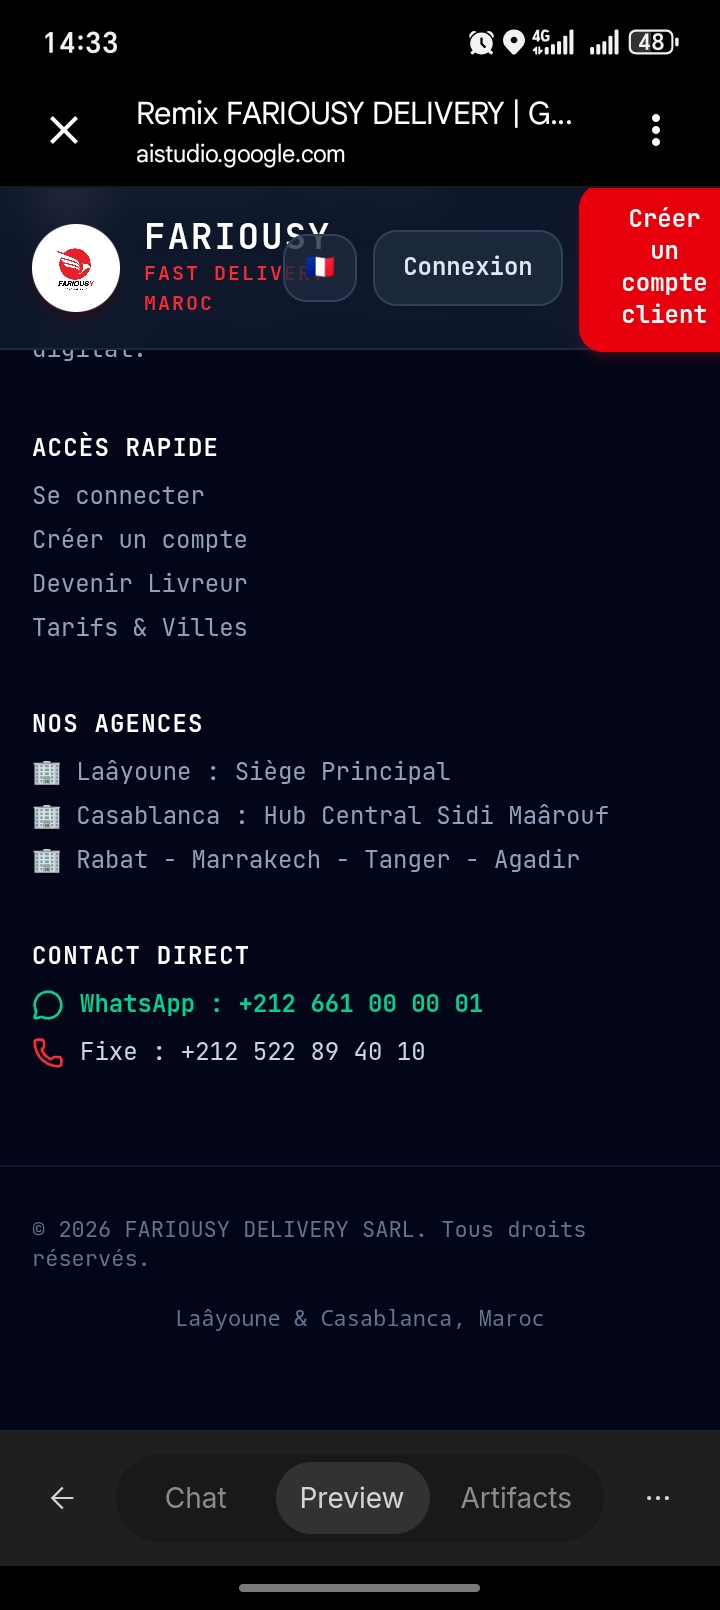 14:33
4G
48
Remix FARIOUSY DELIVERY | G...
aistudio.google.com
FARIOUSY
FARIOUSY
FAST DELIVERY
MAROC
Connexion
Créer
un
compte
client
digital.
ACCÈS RAPIDE
Se connecter
Créer un compte
Devenir Livreur
Tarifs & Villes
NOS AGENCES
Laâyoune : Siège Principal
Casablanca : Hub Central Sidi Maârouf
Rabat - Marrakech - Tanger - Agadir
CONTACT DIRECT
WhatsApp : +212 661 00 00 01
Fixe : +212 522 89 40 10
© 2026 FARIOUSY DELIVERY SARL. Tous droits
réservés.
Laâyoune & Casablanca, Maroc
Chat
Preview
Artifacts